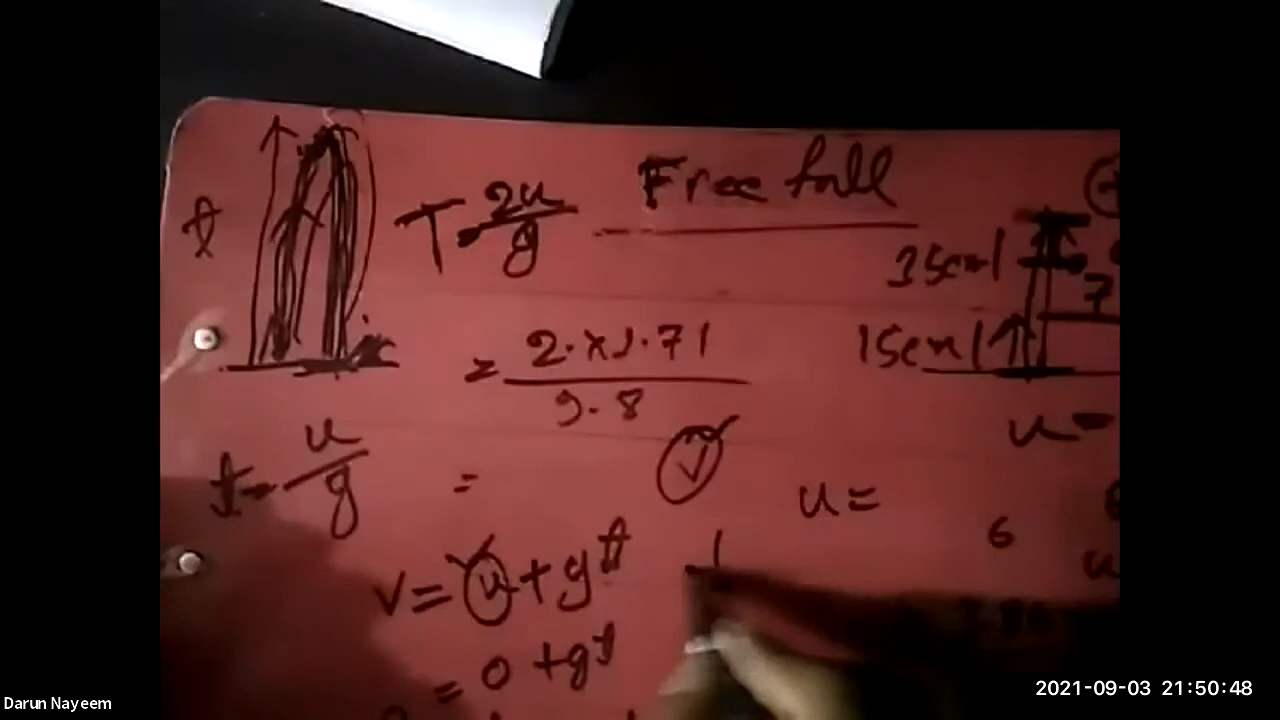 Free fall
t
T = 2u/g
35cm
15cm
= 2·×1.71/9.8
u =
t = u/g
=
V
u =
6
v = u + gt
= 0 + gt
Darun Nayeem
2021-09-03 21:50:48